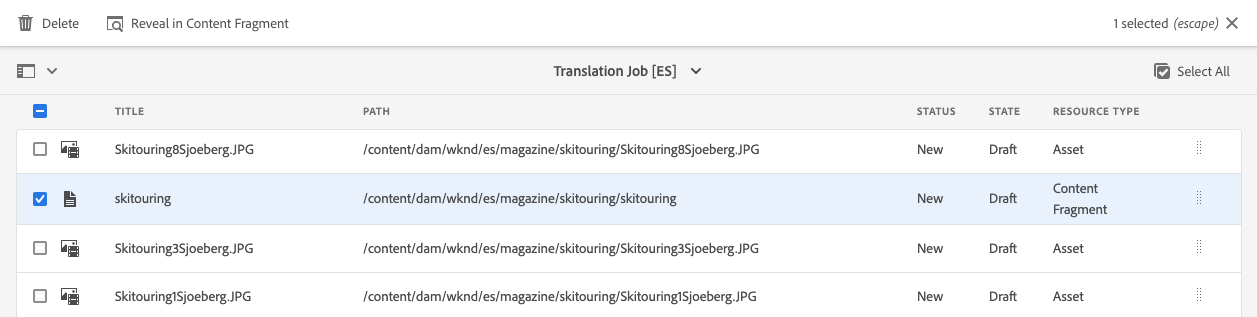 Delete Reveal in Content Fragment 1 selected (escape)
Translation Job [ES] Select All
TITLE PATH STATUS STATE RESOURCE TYPE
Skitouring8Sjoeberg.JPG /content/dam/wknd/es/magazine/skitouring/Skitouring8Sjoeberg.JPG New Draft Asset
skitouring /content/dam/wknd/es/magazine/skitouring/skitouring New Draft Content
Fragment
Skitouring3Sjoeberg.JPG /content/dam/wknd/es/magazine/skitouring/Skitouring3Sjoeberg.JPG New Draft Asset
Skitouring1Sjoeberg.JPG /content/dam/wknd/es/magazine/skitouring/Skitouring1Sjoeberg.JPG New Draft Asset